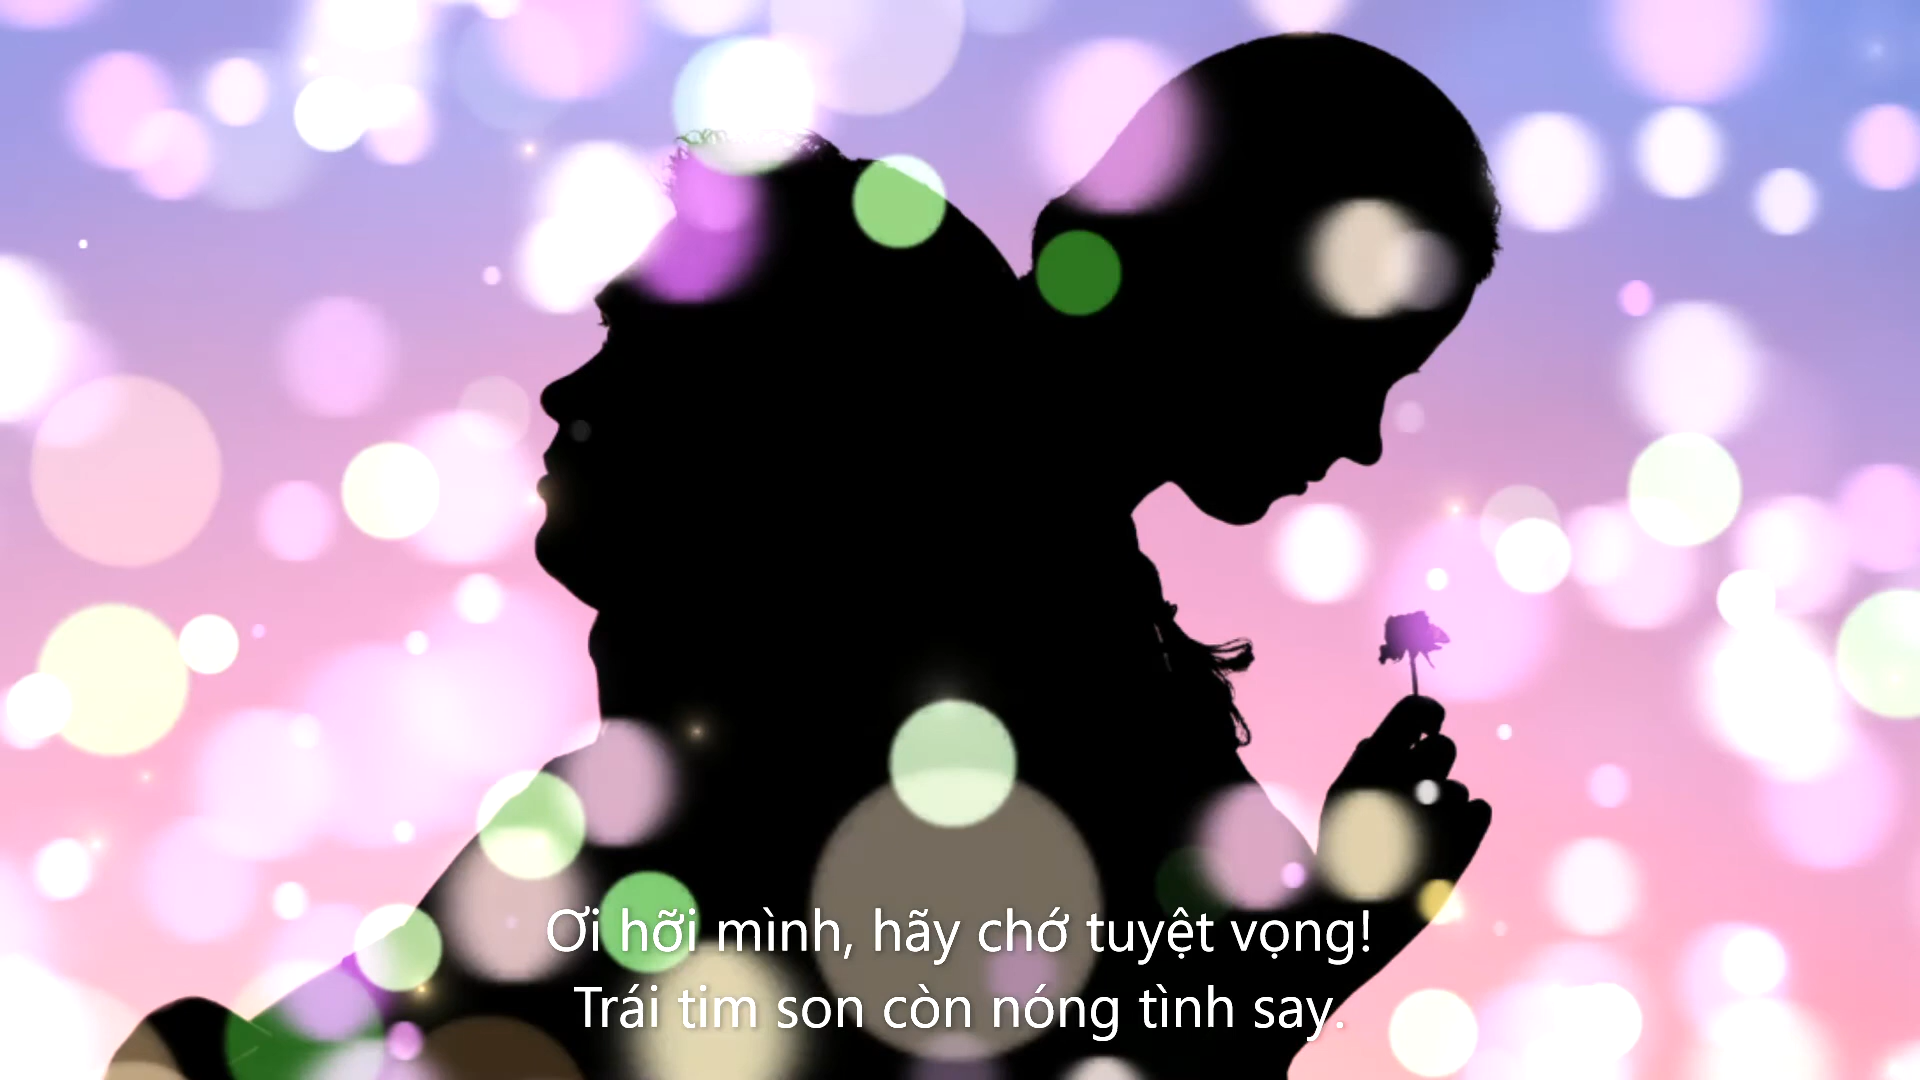 Ơi hỡi mình, hãy chớ tuyệt vọng!
Trái tim son còn nóng tình say.